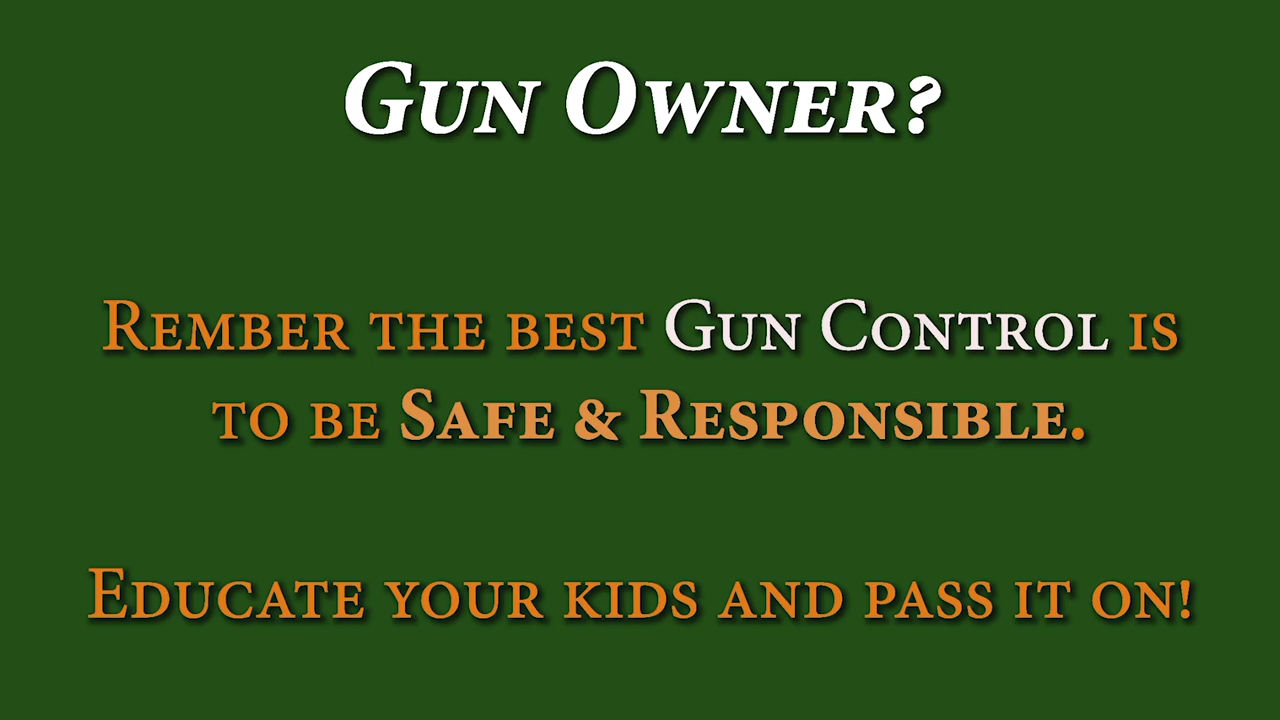 Gun Owner?
Rember the best Gun Control is
to be Safe & Responsible.
Educate your kids and pass it on!